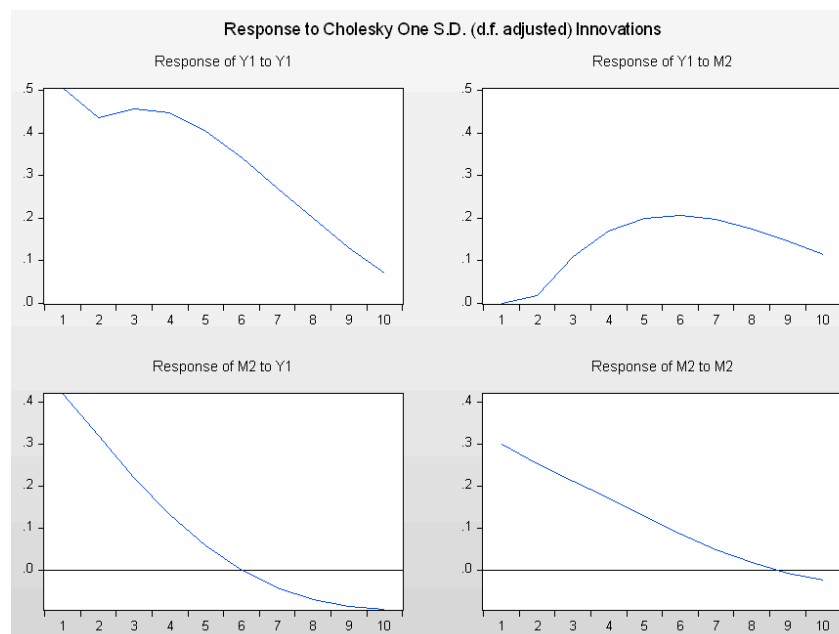 Response to Cholesky One S.D. (d.f. adjusted) Innovations
Response of Y1 to Y1
.5
.4
.3
.2
.1
.0
1 2 3 4 5 6 7 8 9 10
Response of Y1 to M2
.5
.4
.3
.2
.1
.0
1 2 3 4 5 6 7 8 9 10
Response of M2 to Y1
.4
.3
.2
.1
.0
1 2 3 4 5 6 7 8 9 10
Response of M2 to M2
.4
.3
.2
.1
.0
1 2 3 4 5 6 7 8 9 10